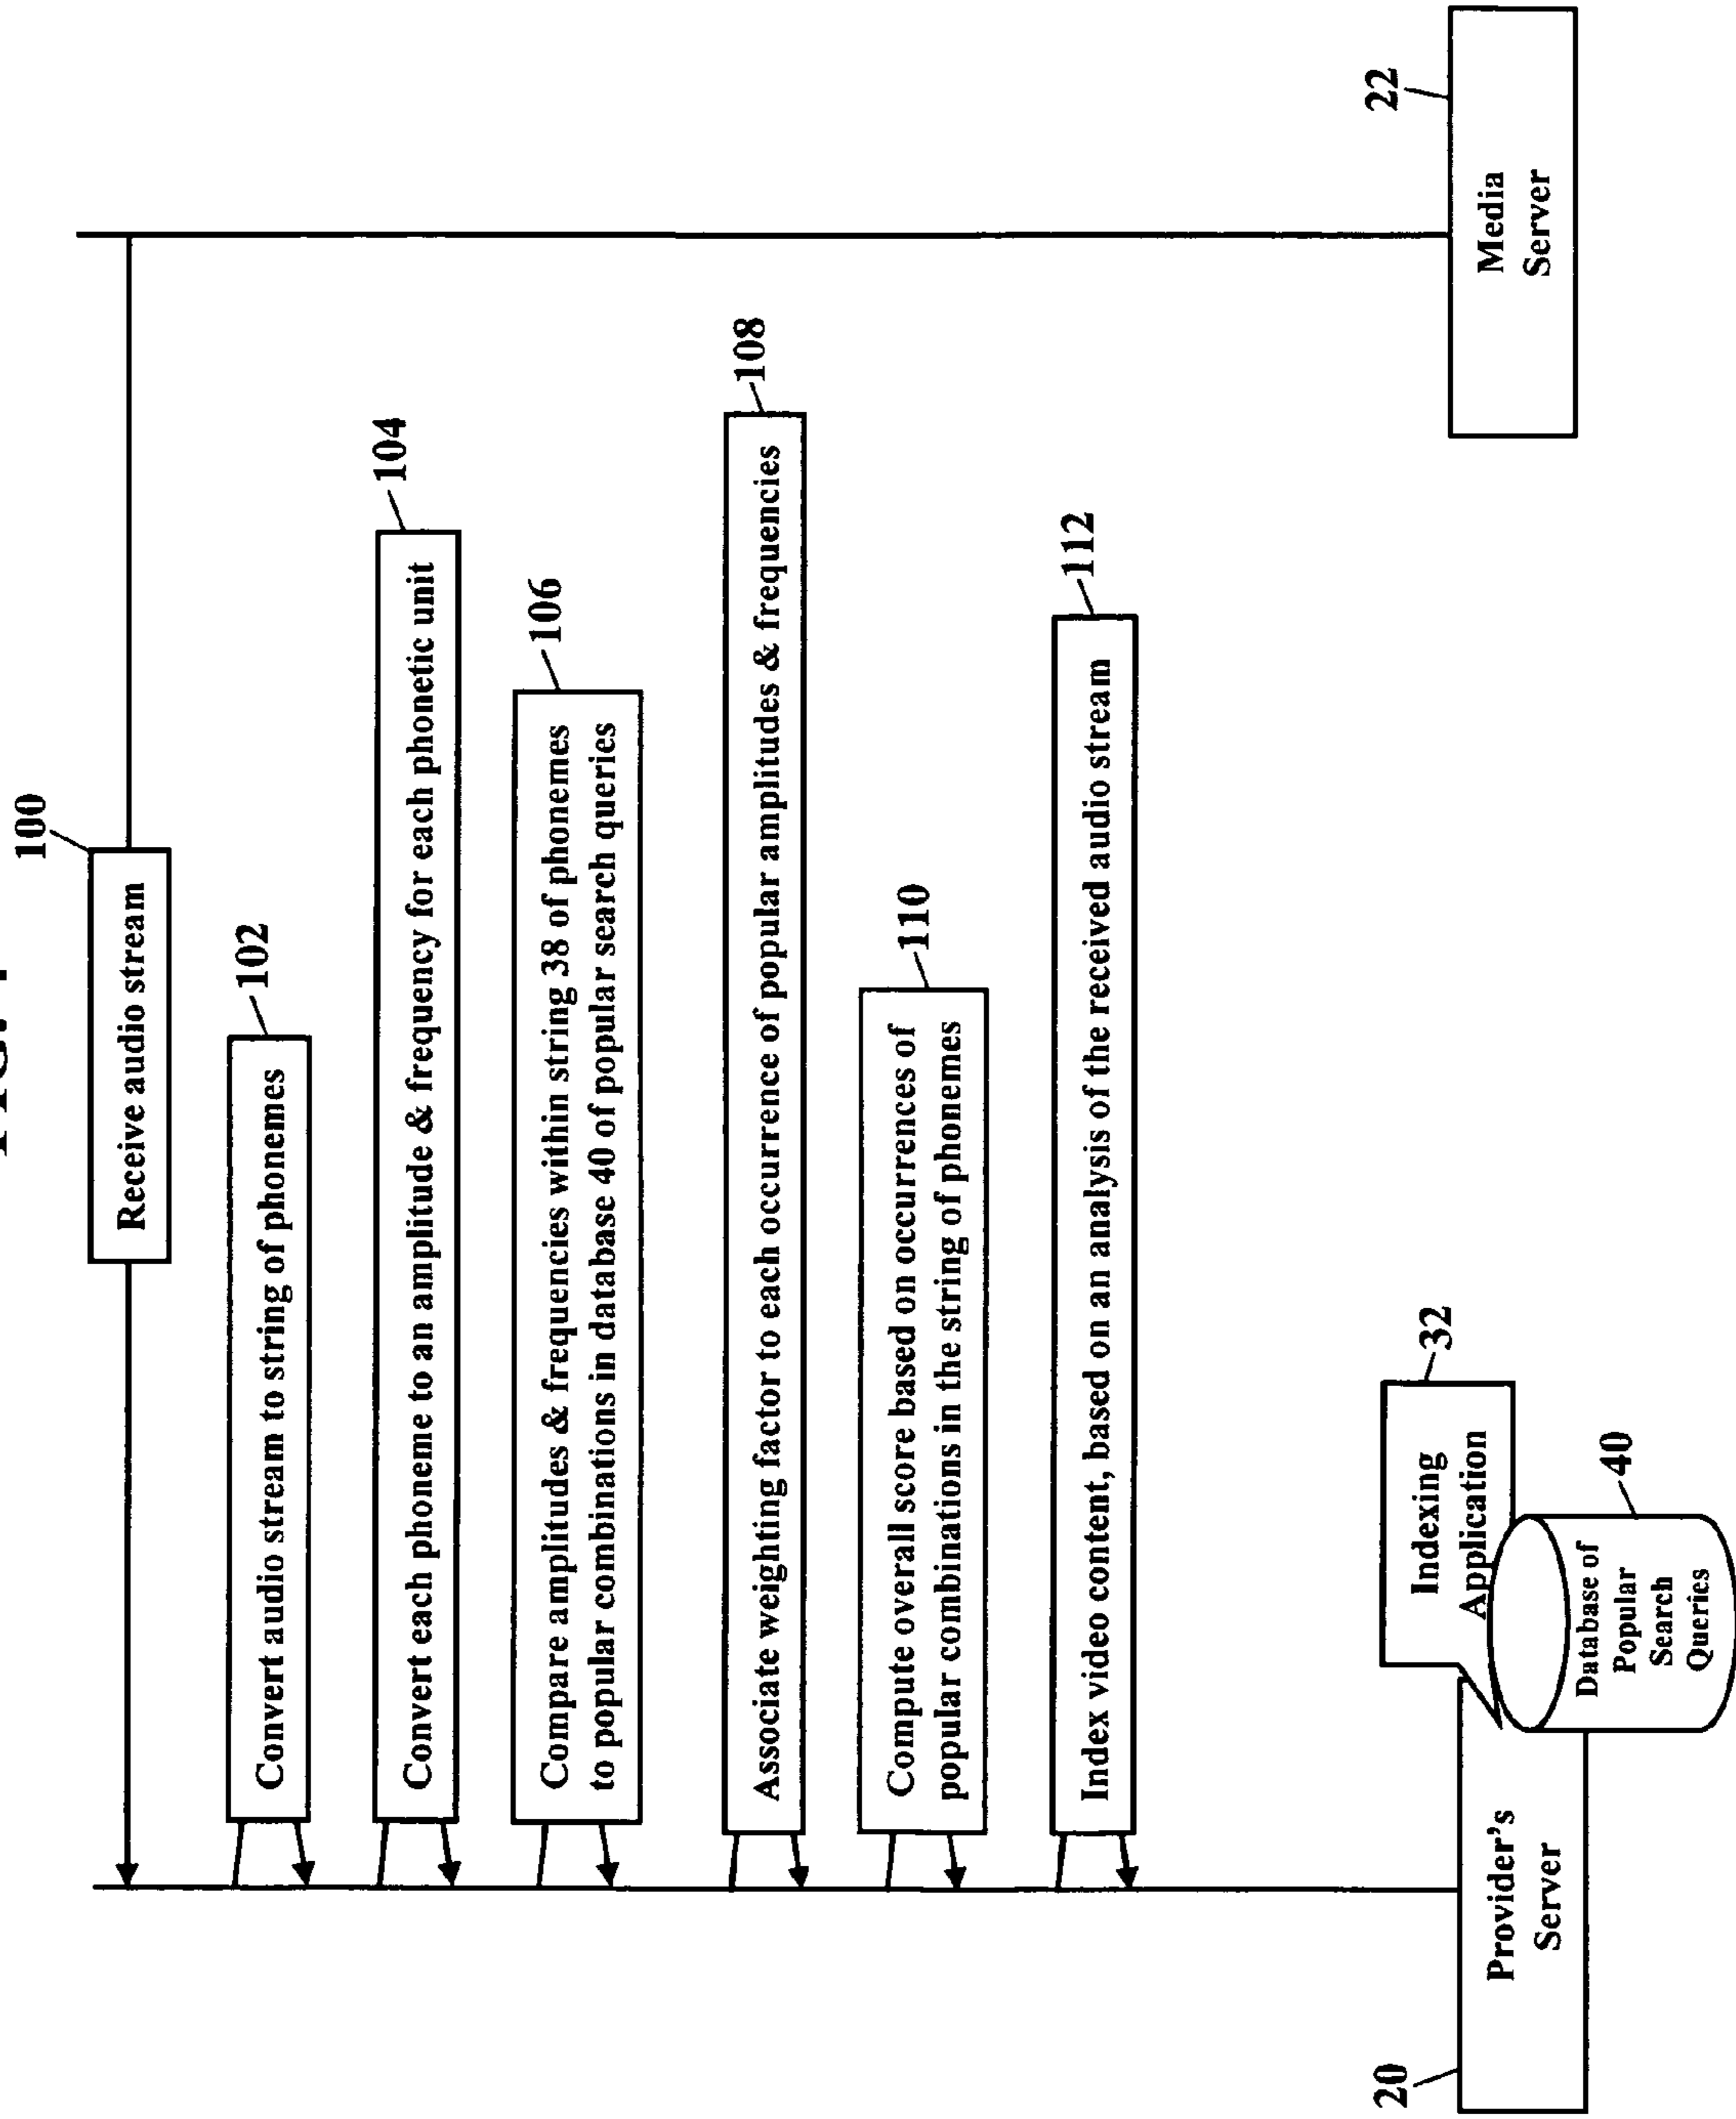 100
Receive audio stream
102
Convert audio stream to string of phonemes
104
Convert each phoneme to an amplitude & frequency for each phonetic unit
106
Compare amplitudes & frequencies within string 38 of phonemes
to popular combinations in database 40 of popular search queries
108
Associate weighting factor to each occurrence of popular amplitudes & frequencies
110
Compute overall score based on occurrences of
popular combinations in the string of phonemes
112
Index video content, based on an analysis of the received audio stream
20
Provider's
Server
32
Indexing
Application
40
Database of
Popular
Search
Queries
22
Media
Server